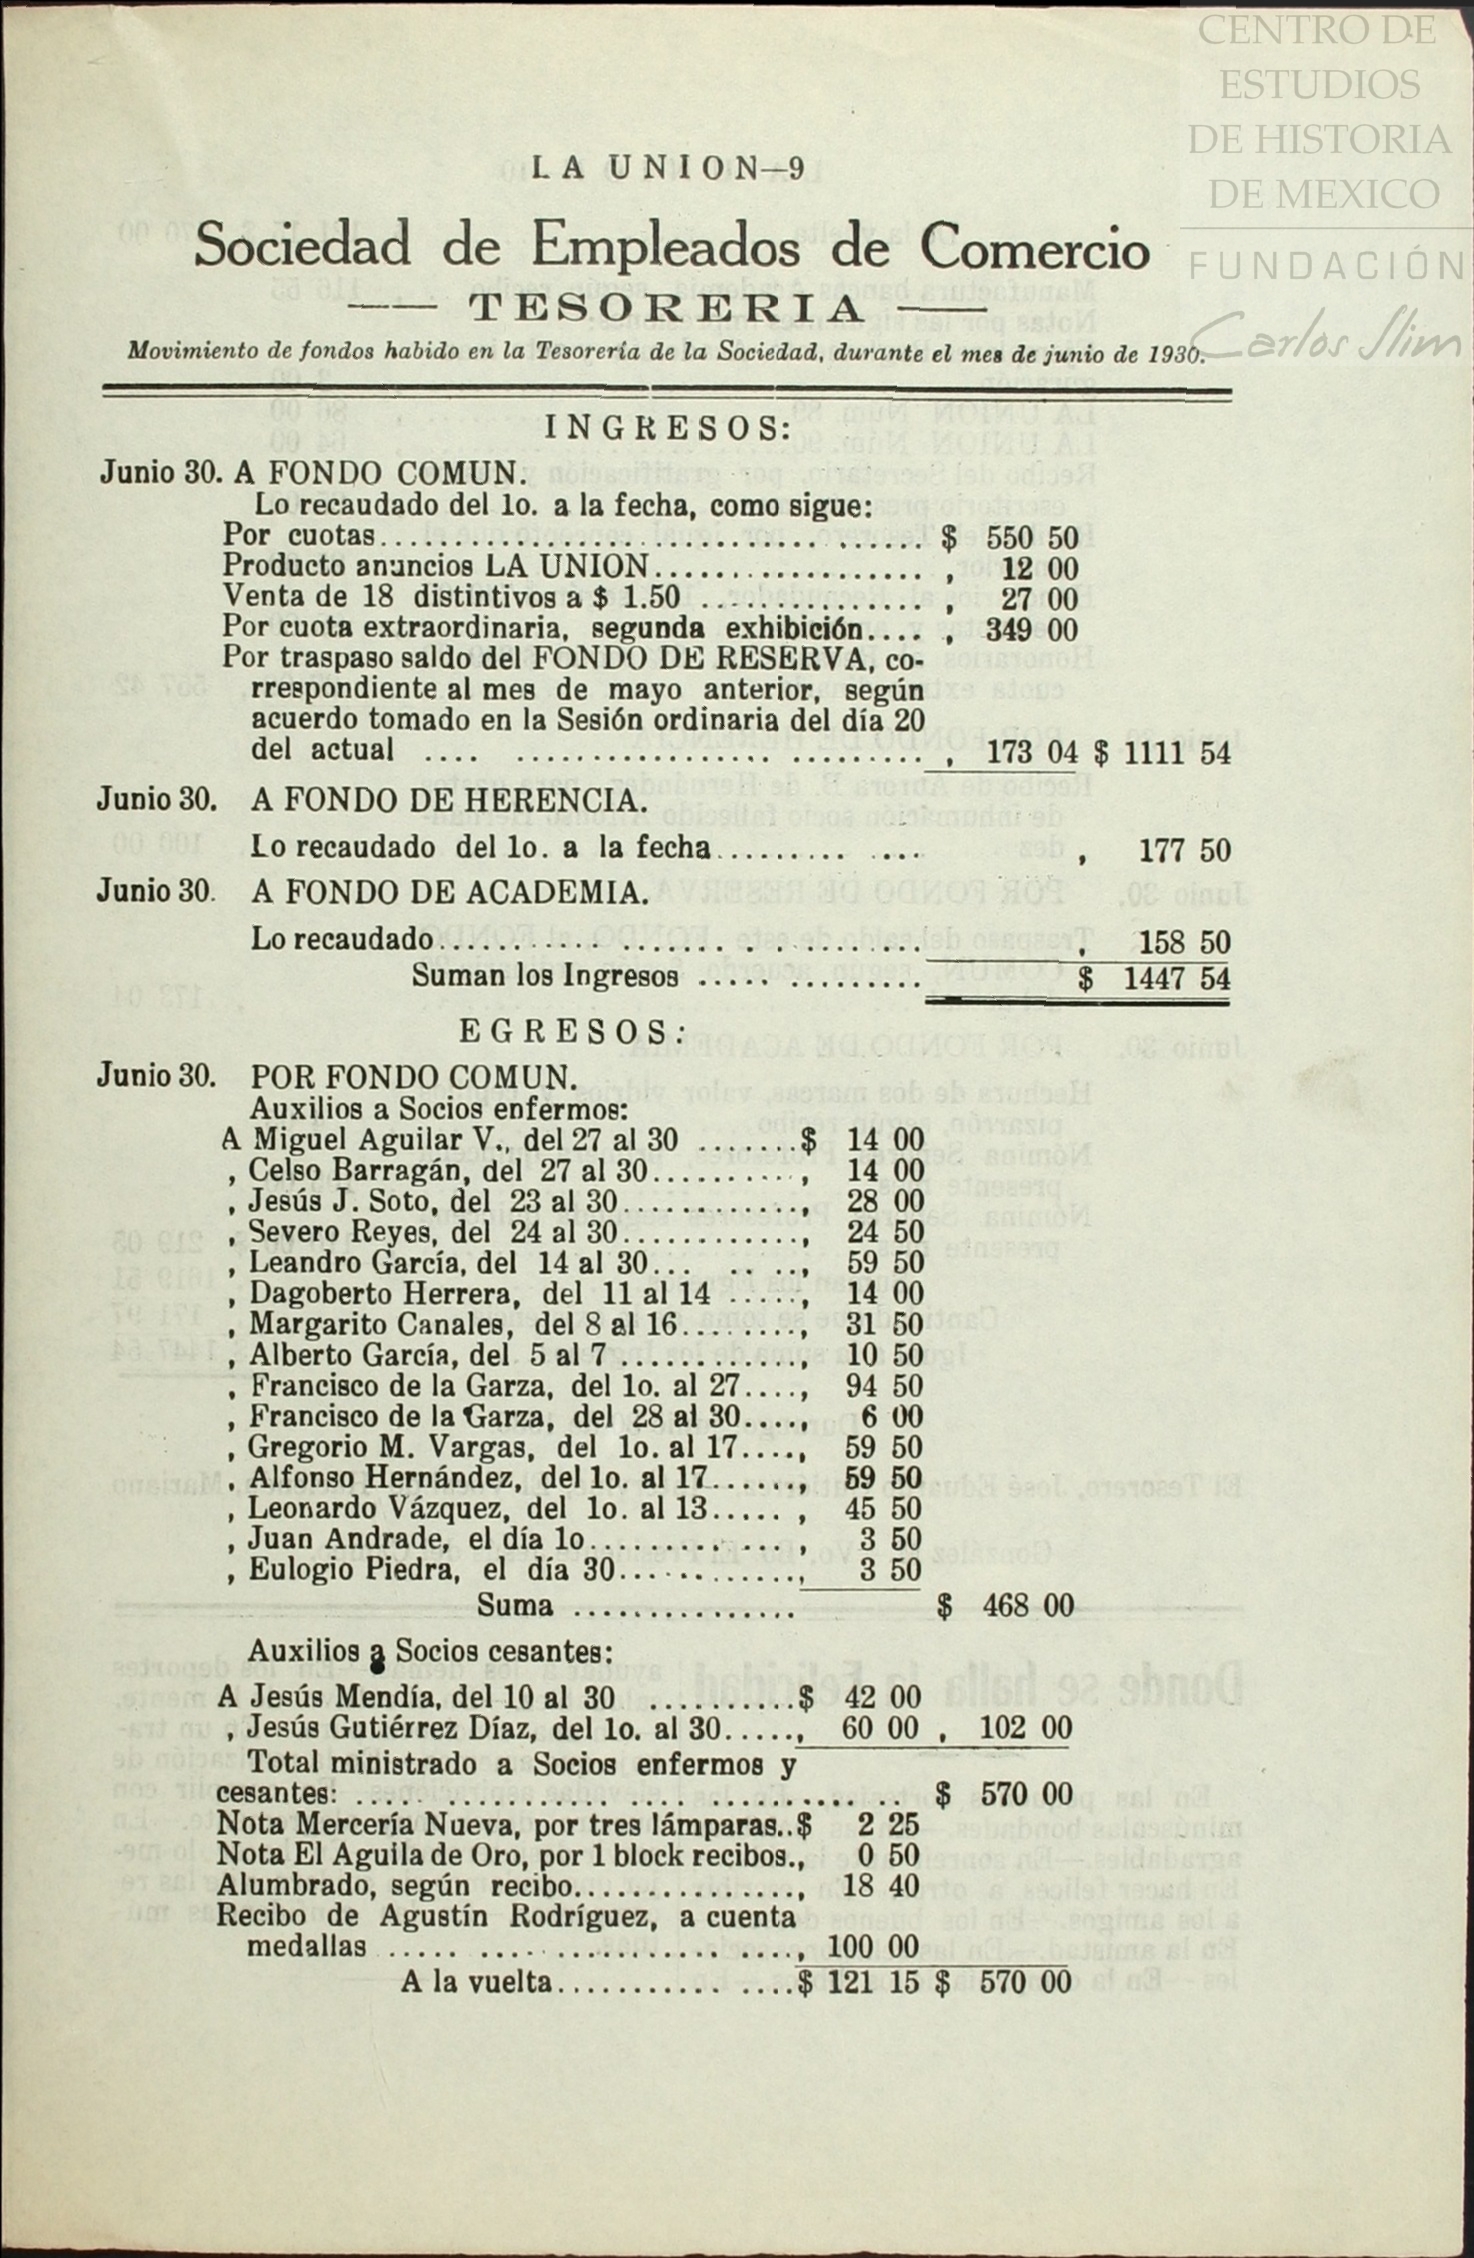 CENTRO DE
ESTUDIOS
DE HISTORIA
DE MEXICO
FUNDACIÓN
Carlos Slim
LA UNION—9
Sociedad de Empleados de Comercio
—— TESORERIA ——
Movimiento de fondos habido en la Tesorería de la Sociedad, durante el mes de junio de 1930.
INGRESOS:
Junio 30. A FONDO COMUN.
Lo recaudado del 1o. a la fecha, como sigue:
Por cuotas.................................... ...... $ 550 50
Producto anuncios LA UNION.................. , 12 00
Venta de 18 distintivos a $ 1.50 ............... , 27 00
Por cuota extraordinaria, segunda exhibición.... , 349 00
Por traspaso saldo del FONDO DE RESERVA, co-
rrespondiente al mes de mayo anterior, según
acuerdo tomado en la Sesión ordinaria del día 20
del actual .... ................. ......... , 173 04 $ 1111 54
Junio 30. A FONDO DE HERENCIA.
Lo recaudado del 1o. a la fecha......... .... , 177 50
Junio 30. A FONDO DE ACADEMIA.
Lo recaudado........... ....... . . ........ , 158 50
Suman los Ingresos ..... ......... $ 1447 54
EGRESOS:
Junio 30. POR FONDO COMUN.
Auxilios a Socios enfermos:
A Miguel Aguilar V., del 27 al 30 .......$ 14 00
, Celso Barragán, del 27 al 30..........., 14 00
, Jesús J. Soto, del 23 al 30............., 28 00
, Severo Reyes, del 24 al 30............., 24 50
, Leandro García, del 14 al 30... .. .., 59 50
, Dagoberto Herrera, del 11 al 14 ....., 14 00
, Margarito Canales, del 8 al 16........., 31 50
, Alberto García, del 5 al 7 ............., 10 50
, Francisco de la Garza, del 1o. al 27...., 94 50
, Francisco de la Garza, del 28 al 30...., 6 00
, Gregorio M. Vargas, del 1o. al 17...., 59 50
, Alfonso Hernández, del 1o. al 17......, 59 50
, Leonardo Vázquez, del 1o. al 13..... , 45 50
, Juan Andrade, el día 1o.............. , 3 50
, Eulogio Piedra, el día 30............., 3 50
Suma ............... $ 468 00
Auxilios a Socios cesantes:
A Jesús Mendía, del 10 al 30 ..........$ 42 00
, Jesús Gutiérrez Díaz, del 1o. al 30....., 60 00 , 102 00
Total ministrado a Socios enfermos y
cesantes: ..... ........... .... .......... .. $ 570 00
Nota Mercería Nueva, por tres lámparas..$ 2 25
Nota El Aguila de Oro, por 1 block recibos., 0 50
Alumbrado, según recibo..............., 18 40
Recibo de Agustín Rodríguez, a cuenta
medallas ..... ................. ...., 100 00
A la vuelta........... ....$ 121 15 $ 570 00